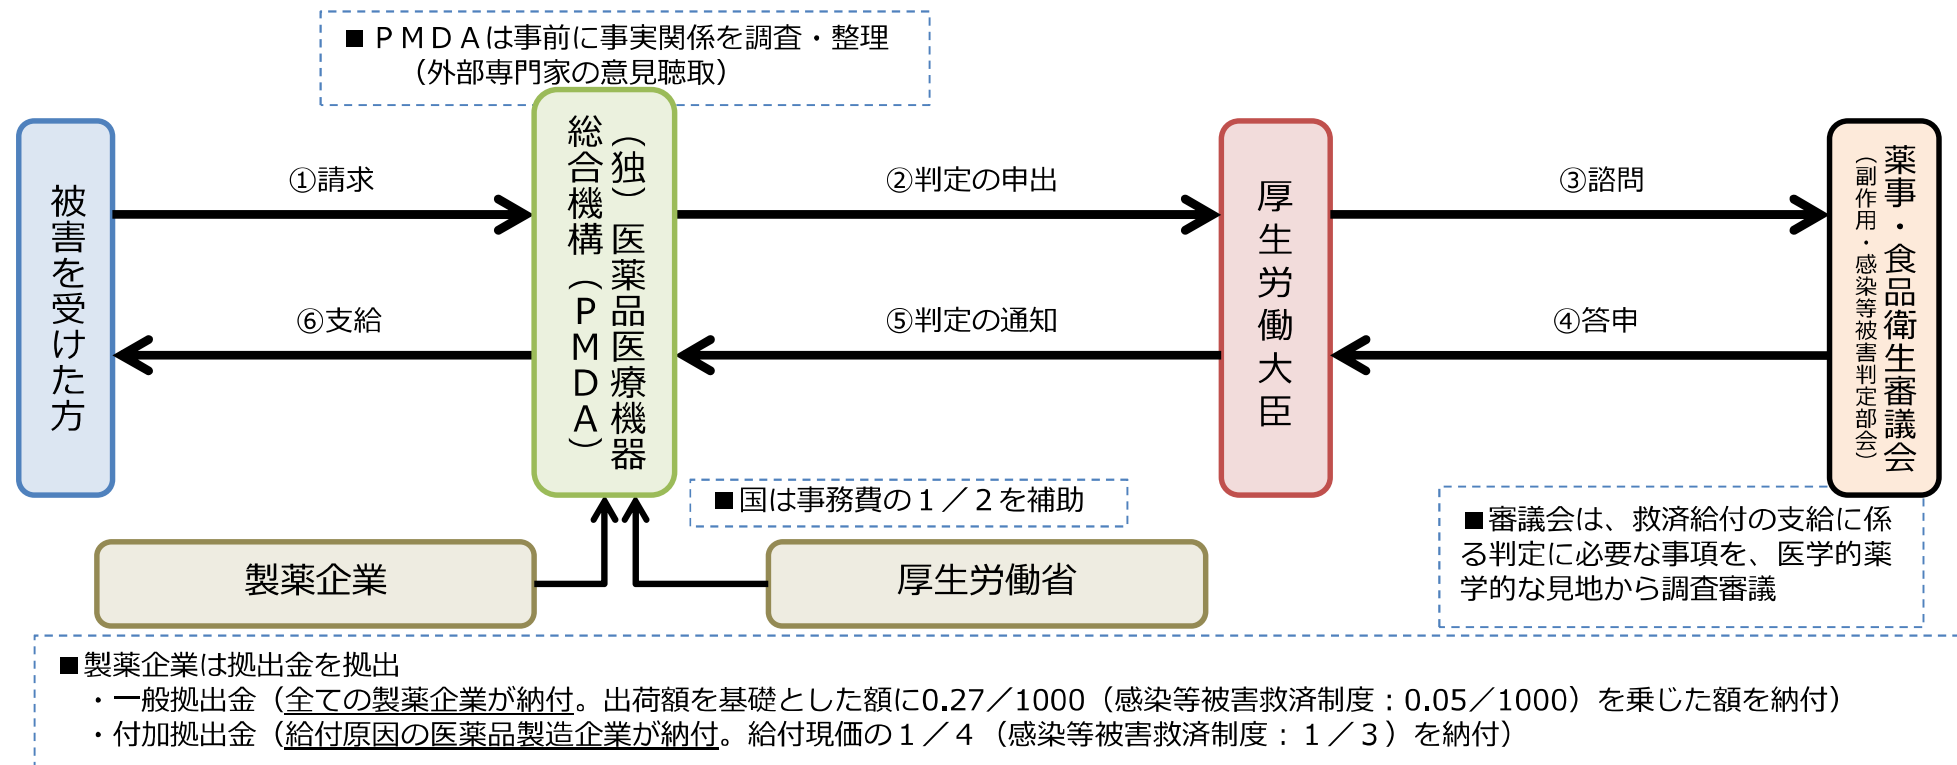 ■ＰＭＤＡは事前に事実関係を調査・整理
（外部専門家の意見聴取）
被害を受けた方
①請求
⑥支給
（独）医薬品医療機器
総合機構（ＰＭＤＡ）
②判定の申出
⑤判定の通知
厚生労働大臣
③諮問
④答申
薬事・食品衛生審議会
（副作用・感染等被害判定部会）
■国は事務費の１／２を補助
製薬企業
厚生労働省
■審議会は、救済給付の支給に係
る判定に必要な事項を、医学的薬
学的な見地から調査審議
■製薬企業は拠出金を拠出
・一般拠出金（全ての製薬企業が納付。出荷額を基礎とした額に0.27／1000（感染等被害救済制度：0.05／1000）を乗じた額を納付）
・付加拠出金（給付原因の医薬品製造企業が納付。給付現価の１／４（感染等被害救済制度：１／３）を納付）